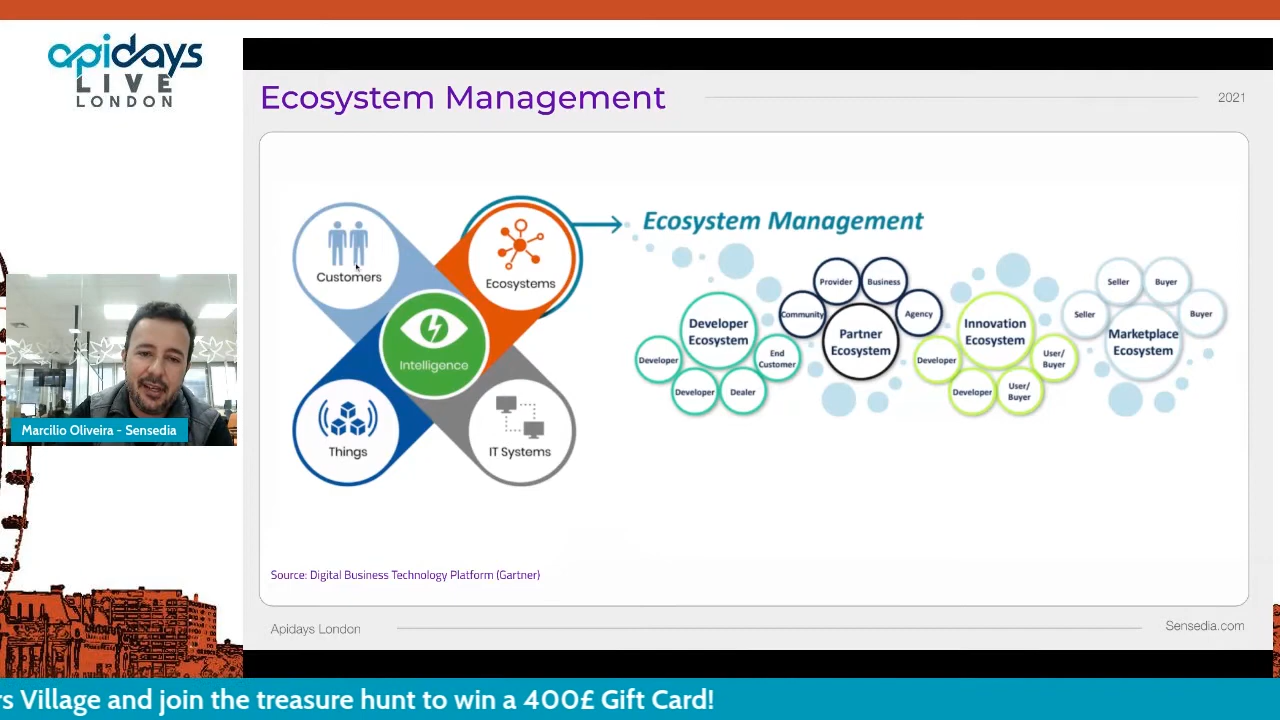 apidays
LIVE
LONDON
Ecosystem Management
2021
Customers
Ecosystems
Intelligence
Things
IT Systems
Ecosystem Management
Developer
Ecosystem
Developer
Developer
Dealer
End
Customer
Community
Provider
Business
Agency
Partner
Ecosystem
Innovation
Ecosystem
Developer
Developer
User/
Buyer
User/
Buyer
Seller
Seller
Buyer
Buyer
Marketplace
Ecosystem
Marcilio Oliveira - Sensedia
Source: Digital Business Technology Platform (Gartner)
Apidays London
Sensedia.com
rs Village and join the treasure hunt to win a 400£ Gift Card!